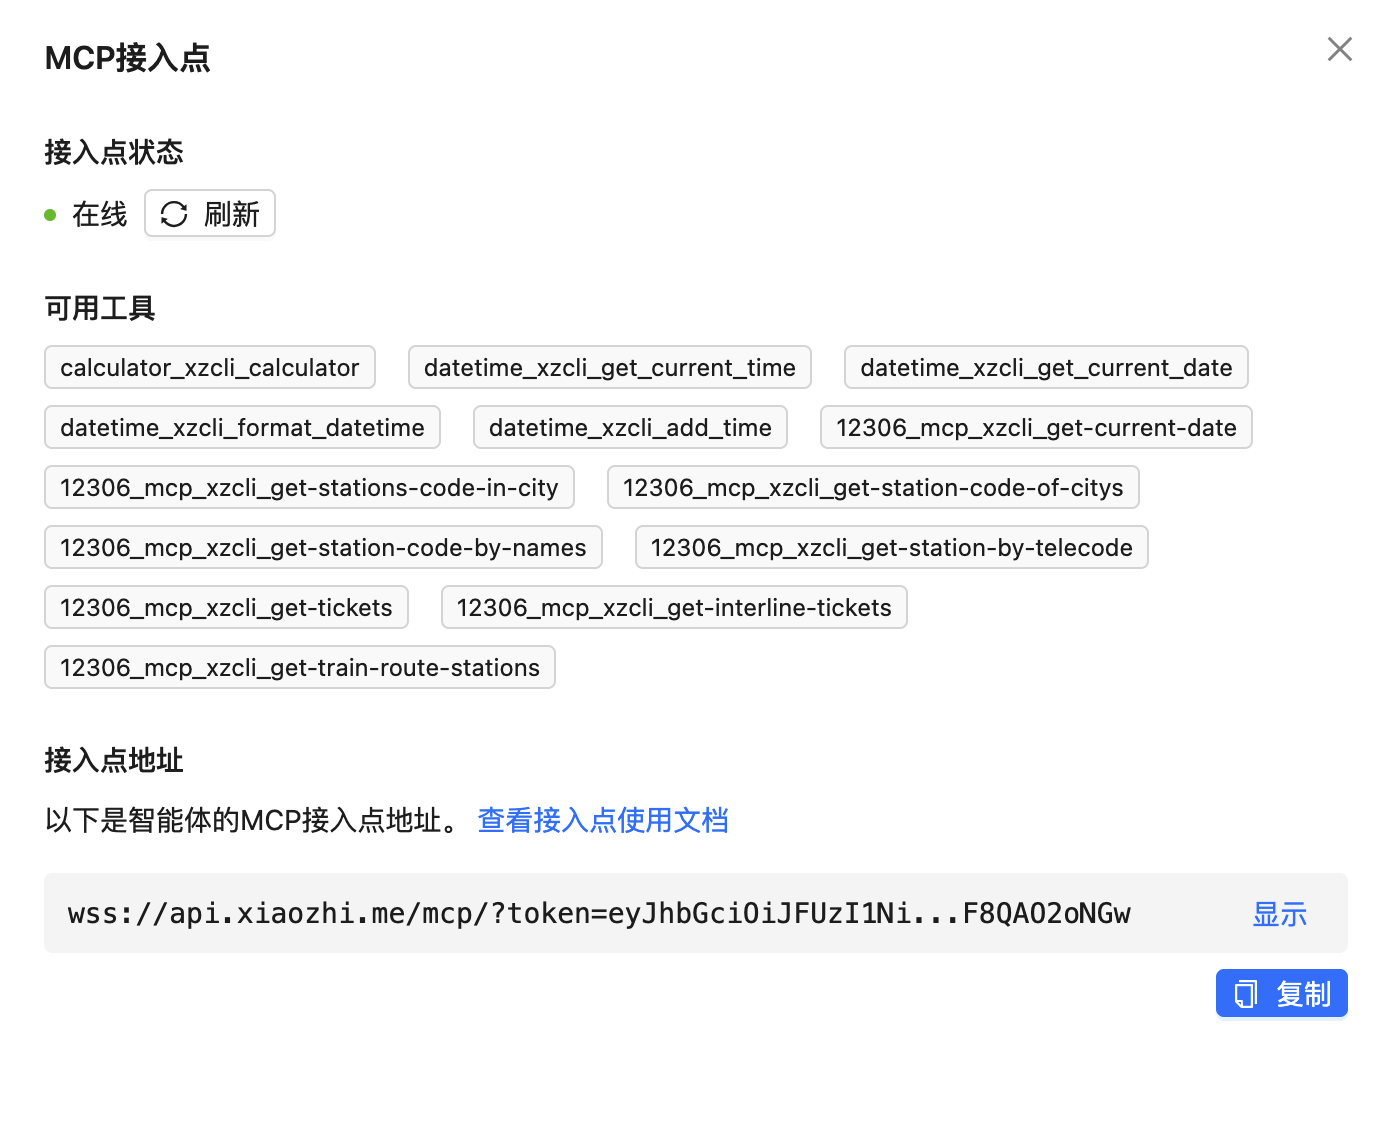 MCP接入点
接入点状态
在线 刷新
可用工具
calculator_xzcli_calculator datetime_xzcli_get_current_time datetime_xzcli_get_current_date
datetime_xzcli_format_datetime datetime_xzcli_add_time 12306_mcp_xzcli_get-current-date
12306_mcp_xzcli_get-stations-code-in-city 12306_mcp_xzcli_get-station-code-of-citys
12306_mcp_xzcli_get-station-code-by-names 12306_mcp_xzcli_get-station-by-telecode
12306_mcp_xzcli_get-tickets 12306_mcp_xzcli_get-interline-tickets
12306_mcp_xzcli_get-train-route-stations
接入点地址
以下是智能体的MCP接入点地址。 查看接入点使用文档
wss://api.xiaozhi.me/mcp/?token=eyJhbGciOiJFUzI1Ni...F8QAO2oNGw 显示
复制